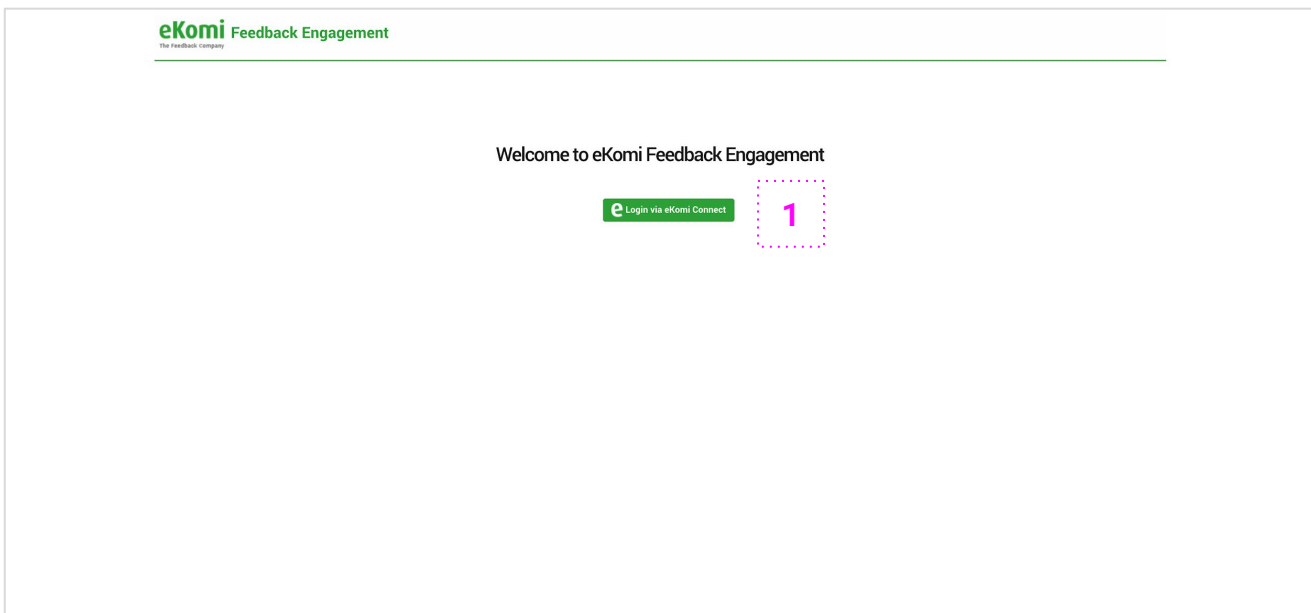 eKomi Feedback Engagement
The Feedback Company
Welcome to eKomi Feedback Engagement
e Login via eKomi Connect
1